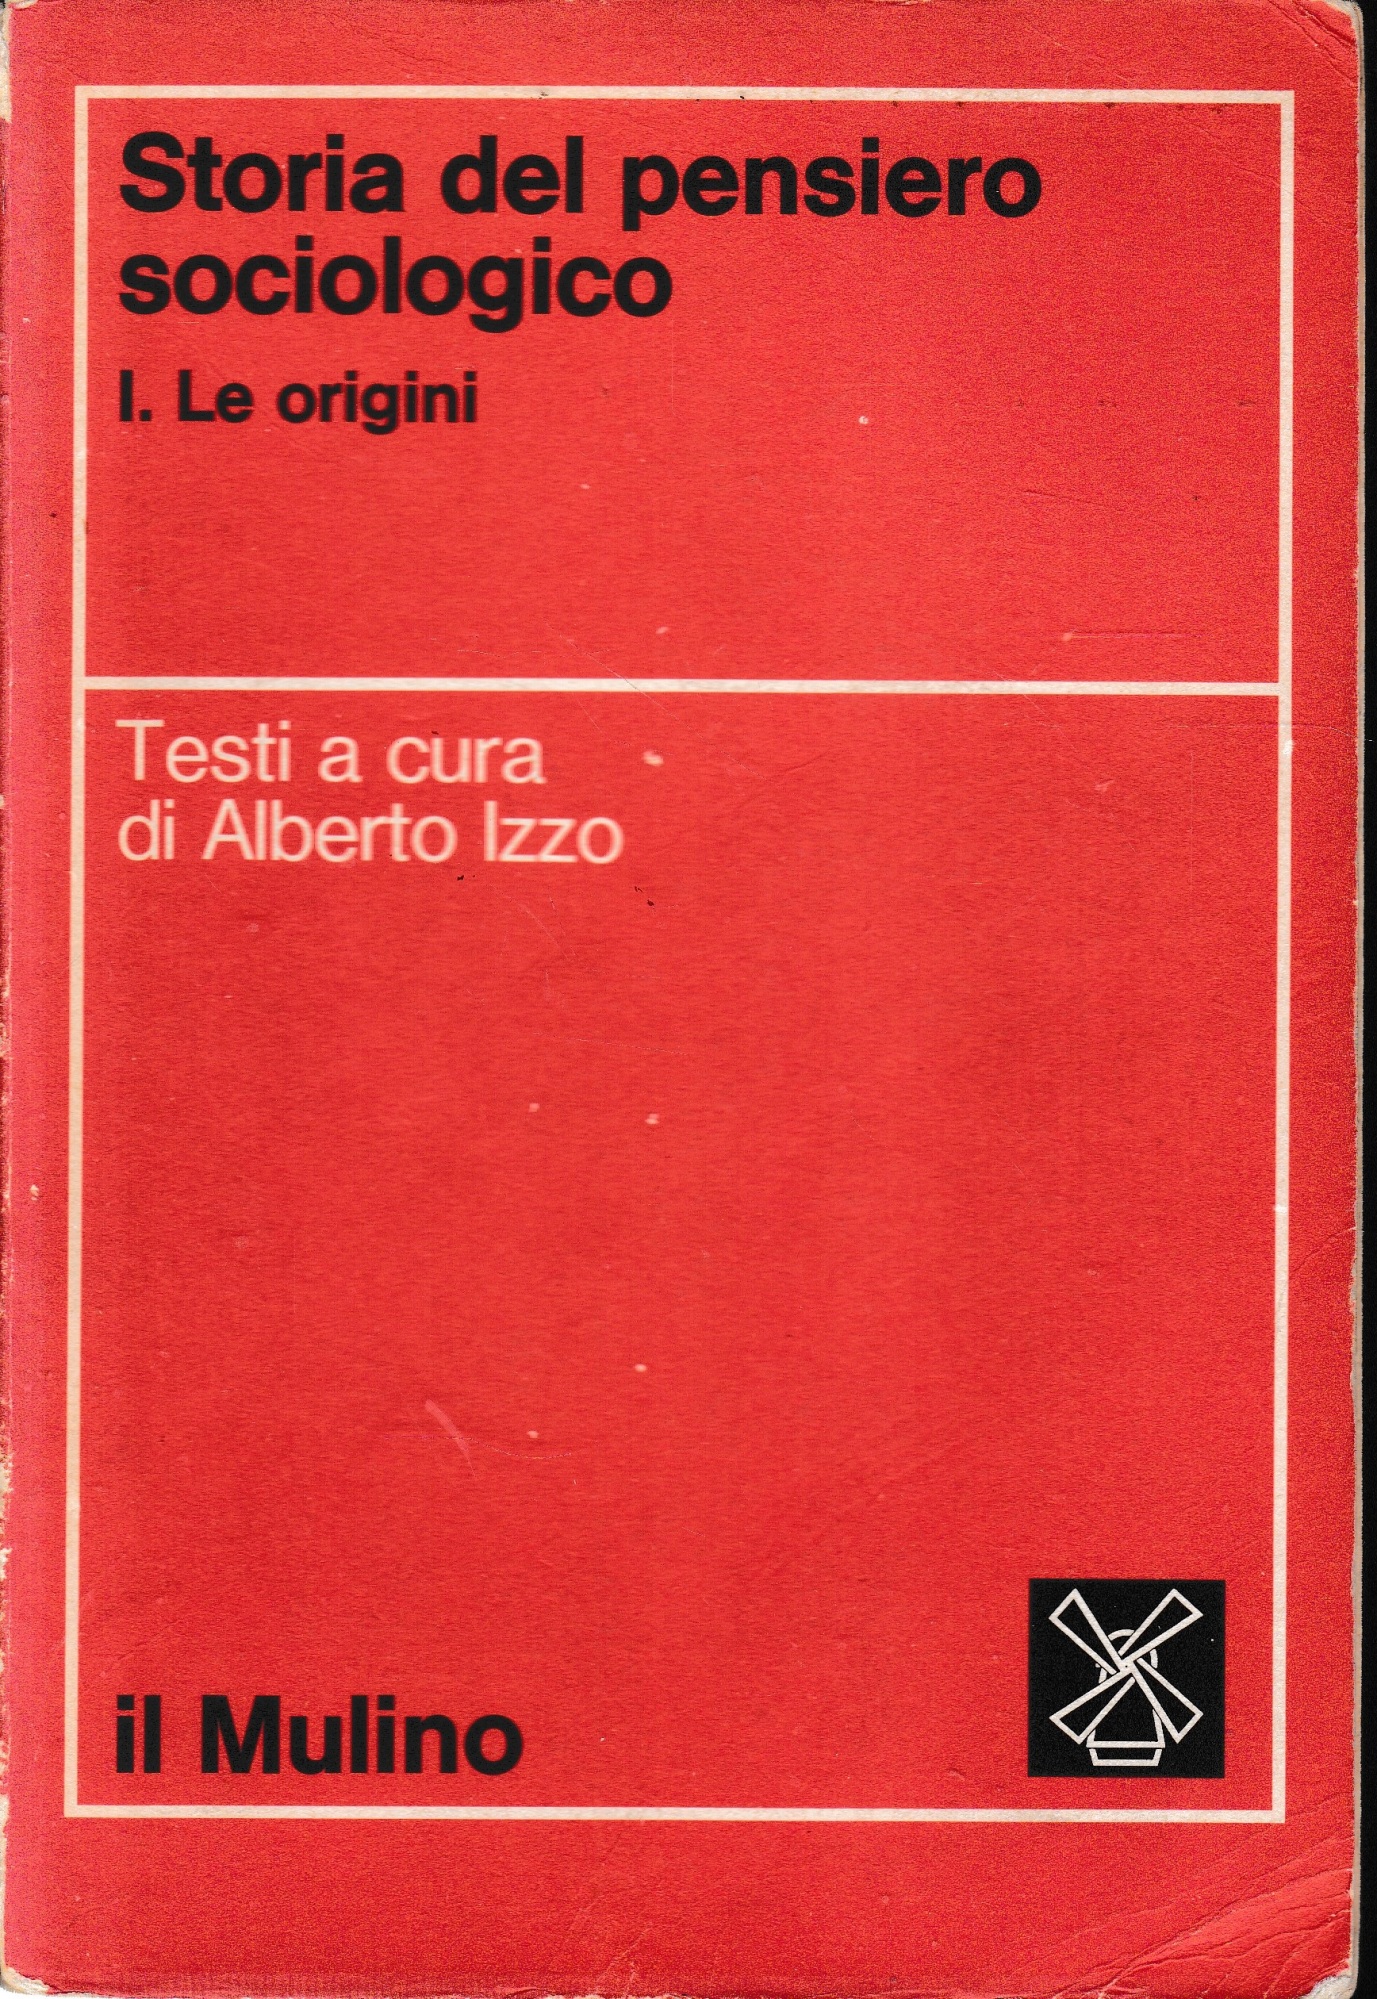 Storia del pensiero
sociologico
I. Le origini
Testi a cura
di Alberto Izzo
il Mulino